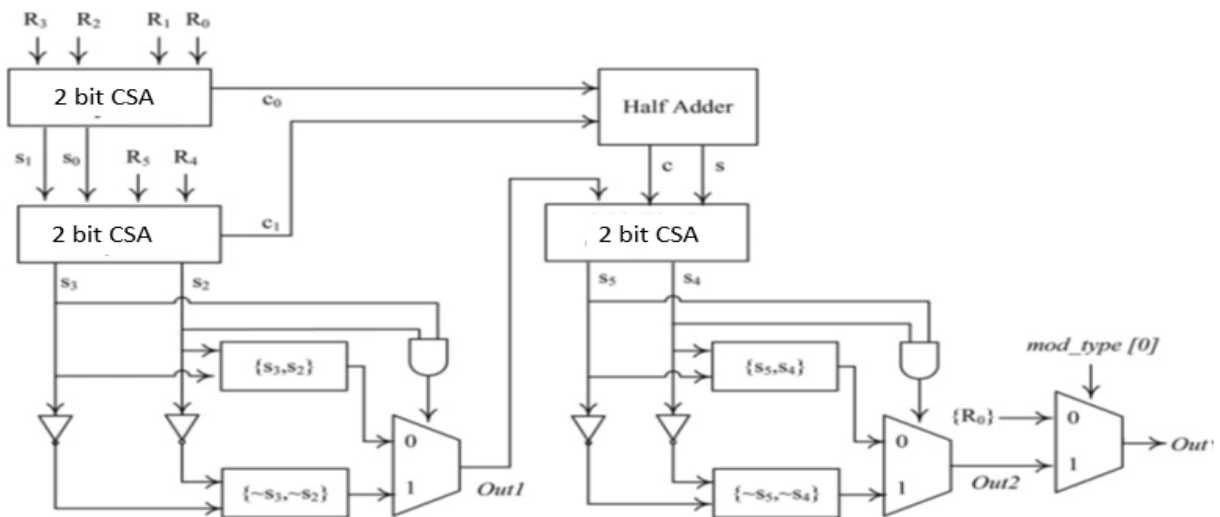 R₃ R₂ R₁ R₀
2 bit CSA
c₀
Half Adder
s₁ s₀ R₅ R₄
c s
2 bit CSA
c₁
2 bit CSA
s₃ s₂
s₅ s₄
{s₃,s₂}
{s₅,s₄}
mod_type [0]
0
0
{R₀}
0
1
Out1
1
Out2
1
{~s₃,~s₂}
{~s₅,~s₄}